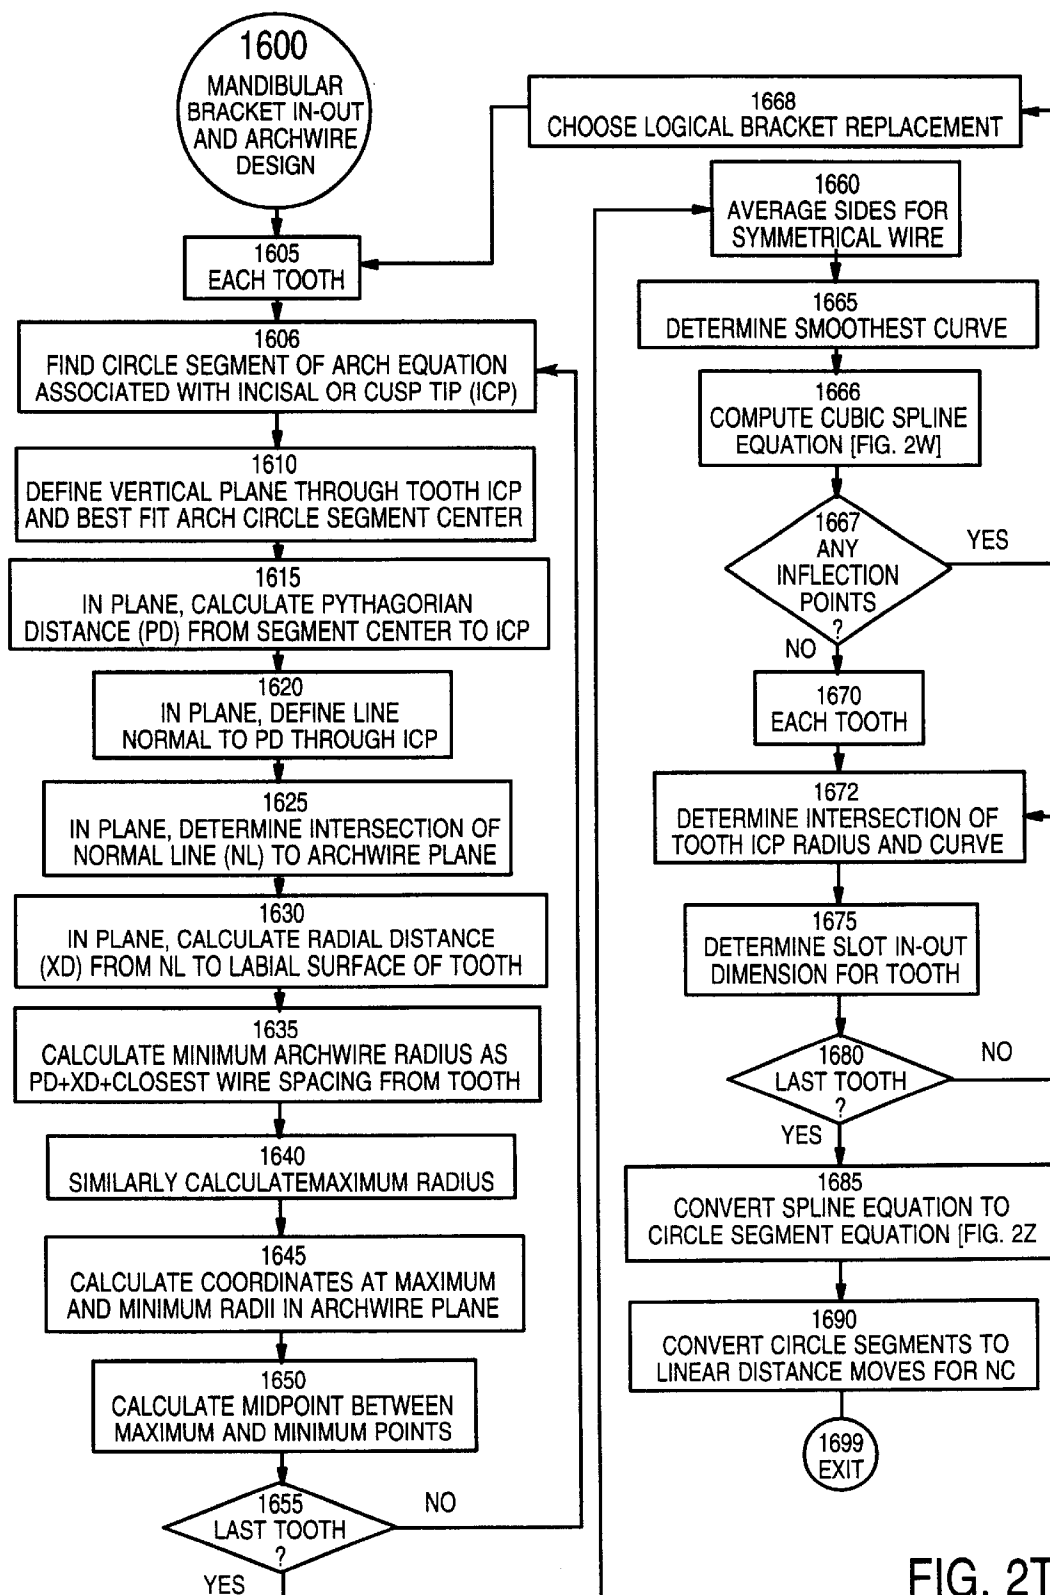 1600
MANDIBULAR
BRACKET IN-OUT
AND ARCHWIRE
DESIGN
1605
EACH TOOTH
1606
FIND CIRCLE SEGMENT OF ARCH EQUATION
ASSOCIATED WITH INCISAL OR CUSP TIP (ICP)
1610
DEFINE VERTICAL PLANE THROUGH TOOTH ICP
AND BEST FIT ARCH CIRCLE SEGMENT CENTER
1615
IN PLANE, CALCULATE PYTHAGORIAN
DISTANCE (PD) FROM SEGMENT CENTER TO ICP
1620
IN PLANE, DEFINE LINE
NORMAL TO PD THROUGH ICP
1625
IN PLANE, DETERMINE INTERSECTION OF
NORMAL LINE (NL) TO ARCHWIRE PLANE
1630
IN PLANE, CALCULATE RADIAL DISTANCE
(XD) FROM NL TO LABIAL SURFACE OF TOOTH
1635
CALCULATE MINIMUM ARCHWIRE RADIUS AS
PD+XD+CLOSEST WIRE SPACING FROM TOOTH
1640
SIMILARLY CALCULATEMAXIMUM RADIUS
1645
CALCULATE COORDINATES AT MAXIMUM
AND MINIMUM RADII IN ARCHWIRE PLANE
1650
CALCULATE MIDPOINT BETWEEN
MAXIMUM AND MINIMUM POINTS
1655
LAST TOOTH
?
NO
YES
1668
CHOOSE LOGICAL BRACKET REPLACEMENT
1660
AVERAGE SIDES FOR
SYMMETRICAL WIRE
1665
DETERMINE SMOOTHEST CURVE
1666
COMPUTE CUBIC SPLINE
EQUATION [FIG. 2W]
1667
ANY
INFLECTION
POINTS
?
YES
NO
1670
EACH TOOTH
1672
DETERMINE INTERSECTION OF
TOOTH ICP RADIUS AND CURVE
1675
DETERMINE SLOT IN-OUT
DIMENSION FOR TOOTH
1680
LAST TOOTH
?
NO
YES
1685
CONVERT SPLINE EQUATION TO
CIRCLE SEGMENT EQUATION [FIG. 2Z
1690
CONVERT CIRCLE SEGMENTS TO
LINEAR DISTANCE MOVES FOR NC
1699
EXIT
FIG. 2T